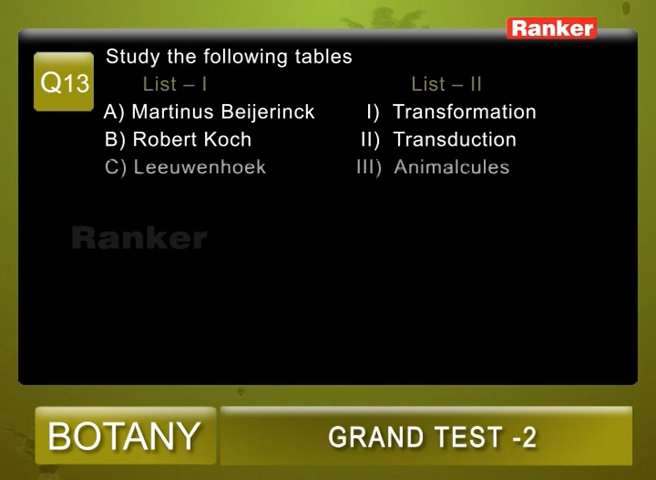 Ranker
Q13
Study the following tables
List – I List – II
A) Martinus Beijerinck I) Transformation
B) Robert Koch II) Transduction
C) Leeuwenhoek III) Animalcules
Ranker
BOTANY
GRAND TEST -2